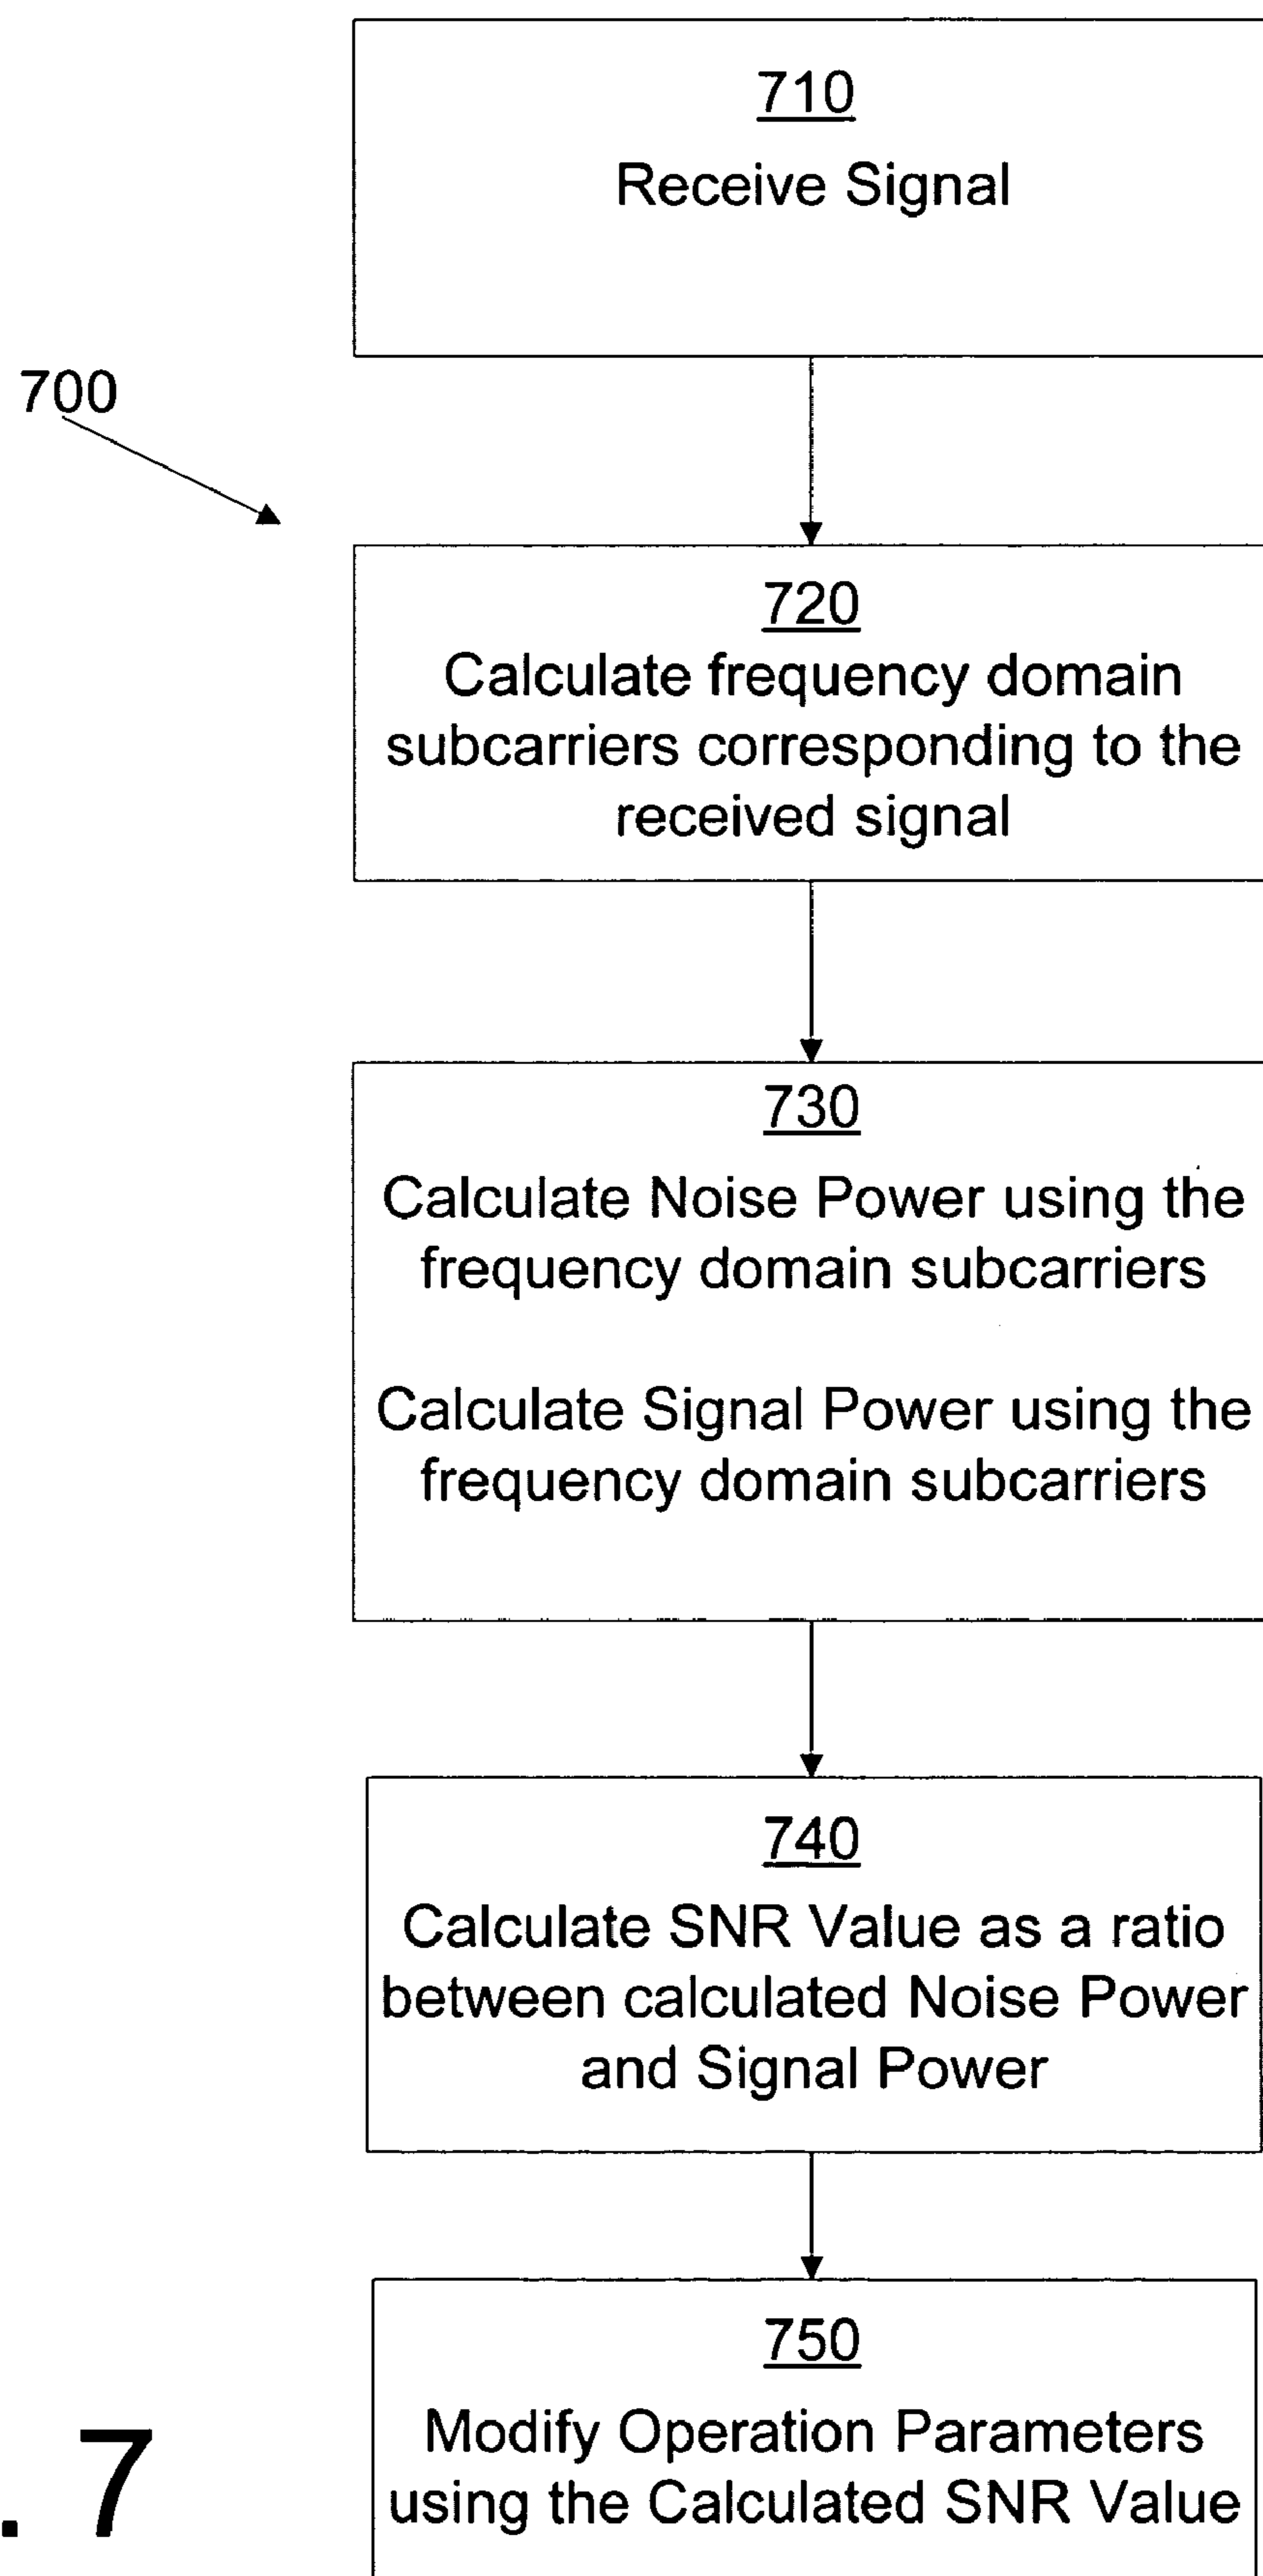 710
Receive Signal
700
720
Calculate frequency domain
subcarriers corresponding to the
received signal
730
Calculate Noise Power using the
frequency domain subcarriers
Calculate Signal Power using the
frequency domain subcarriers
740
Calculate SNR Value as a ratio
between calculated Noise Power
and Signal Power
750
Modify Operation Parameters
using the Calculated SNR Value
. 7